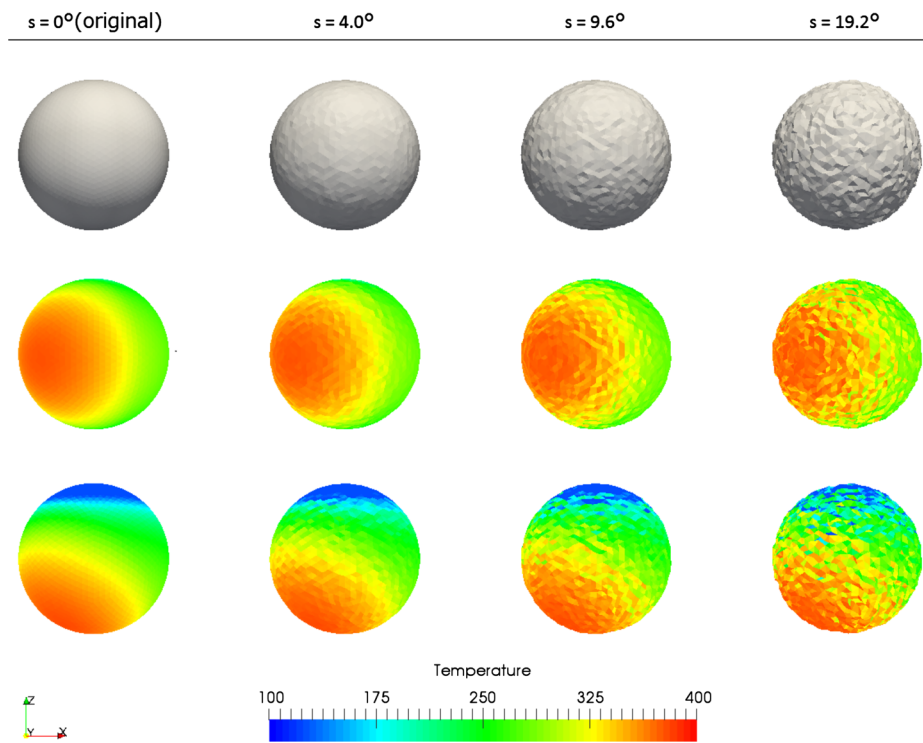 s = 0° (original) s = 4.0° s = 9.6° s = 19.2°
Temperature
100 175 250 325 400
Z
Y X